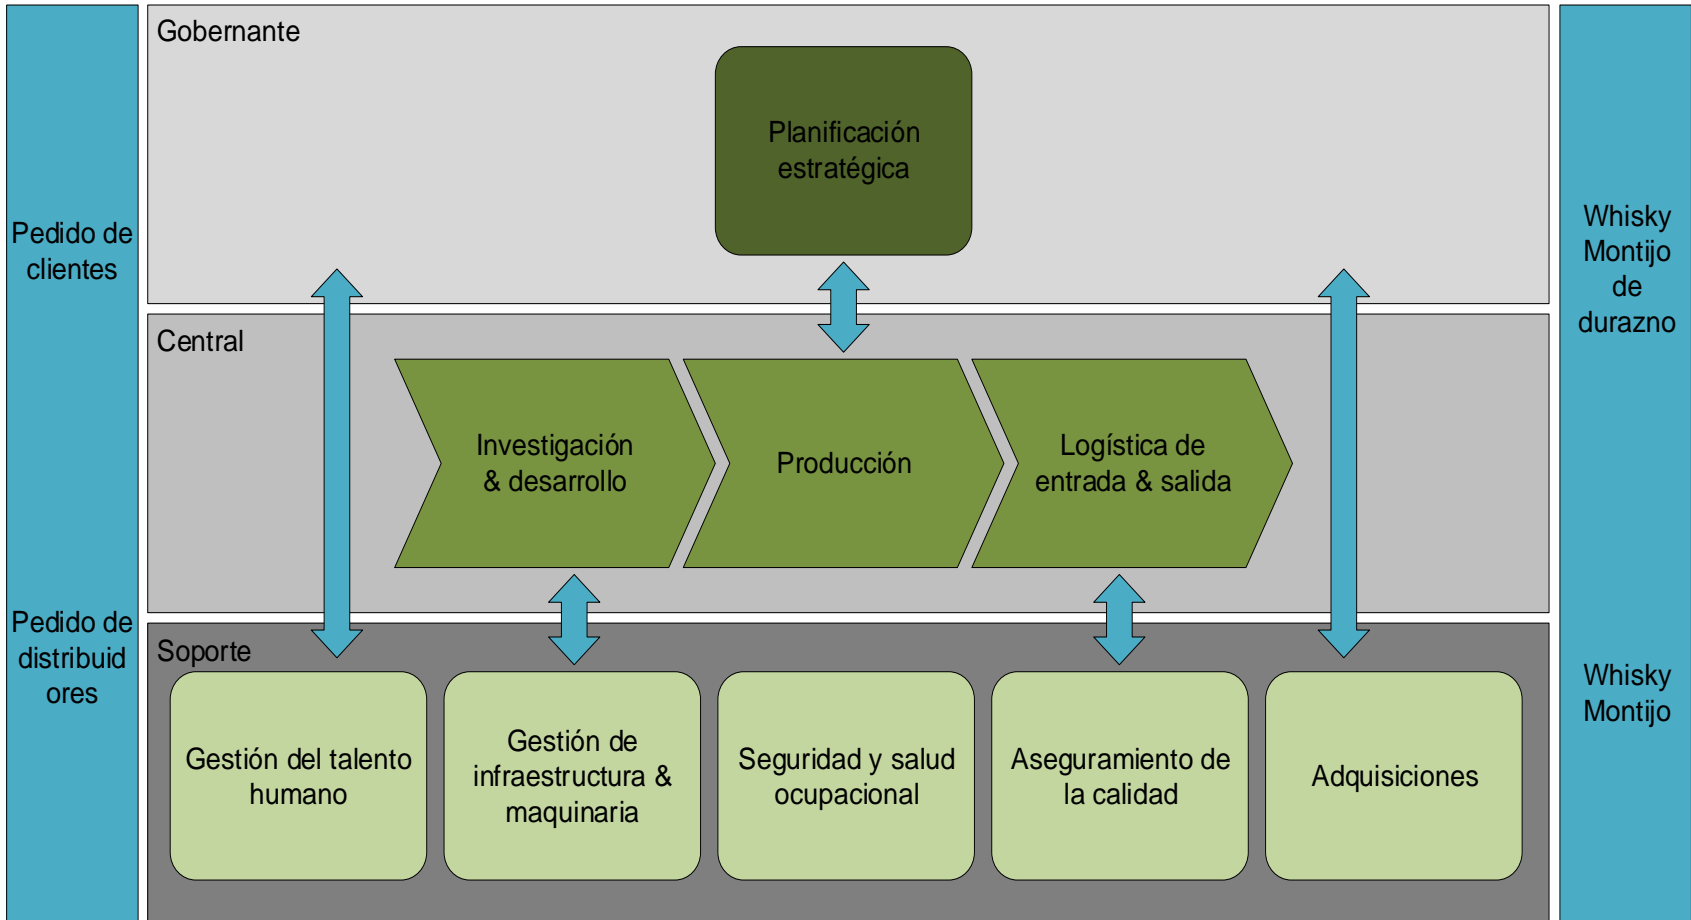 Gobernante
Planificación
estratégica
Pedido de
clientes
Whisky
Montijo
de
durazno
Central
Investigación
& desarrollo
Producción
Logística de
entrada & salida
Pedido de
distribuid
ores
Soporte
Whisky
Montijo
Gestión del talento
humano
Gestión de
infraestructura &
maquinaria
Seguridad y salud
ocupacional
Aseguramiento de
la calidad
Adquisiciones